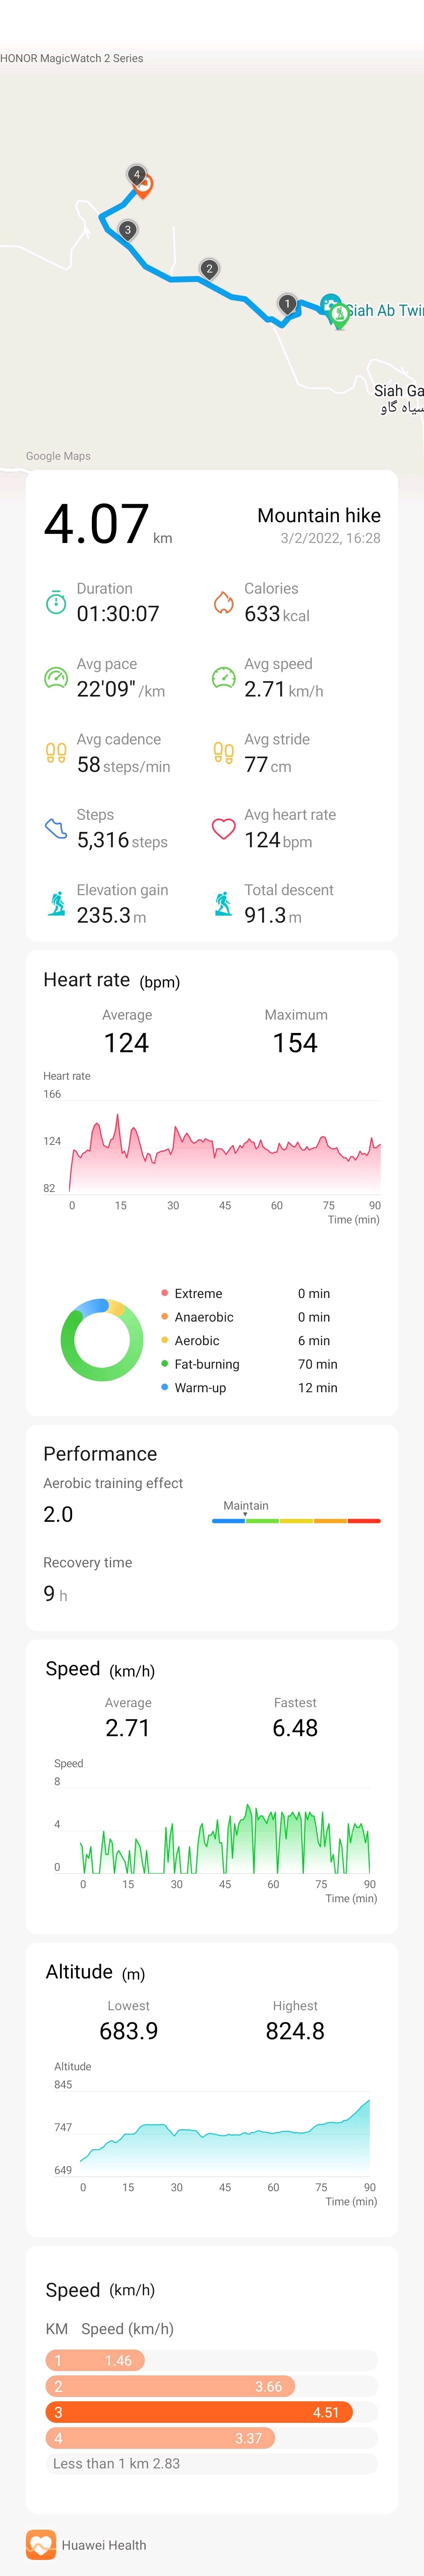 HONOR MagicWatch 2 Series
4
3
2
1
Siah Ab Twi
Siah Ga
سیاه گاو
Google Maps
4.07 km
Mountain hike
3/2/2022, 16:28
Duration Calories
01:30:07 633 kcal
Avg pace Avg speed
22'09" /km 2.71 km/h
Avg cadence Avg stride
58 steps/min 77 cm
Steps Avg heart rate
5,316 steps 124 bpm
Elevation gain Total descent
235.3 m 91.3 m
Heart rate (bpm)
Average Maximum
124 154
Heart rate
166
124
82
0 15 30 45 60 75 90
Time (min)
Extreme 0 min
Anaerobic 0 min
Aerobic 6 min
Fat-burning 70 min
Warm-up 12 min
Performance
Aerobic training effect
2.0
Maintain
Recovery time
9 h
Speed (km/h)
Average Fastest
2.71 6.48
Speed
8
4
0
0 15 30 45 60 75 90
Time (min)
Altitude (m)
Lowest Highest
683.9 824.8
Altitude
845
747
649
0 15 30 45 60 75 90
Time (min)
Speed (km/h)
KM Speed (km/h)
1 1.46
2 3.66
3 4.51
4 3.37
Less than 1 km 2.83
Huawei Health